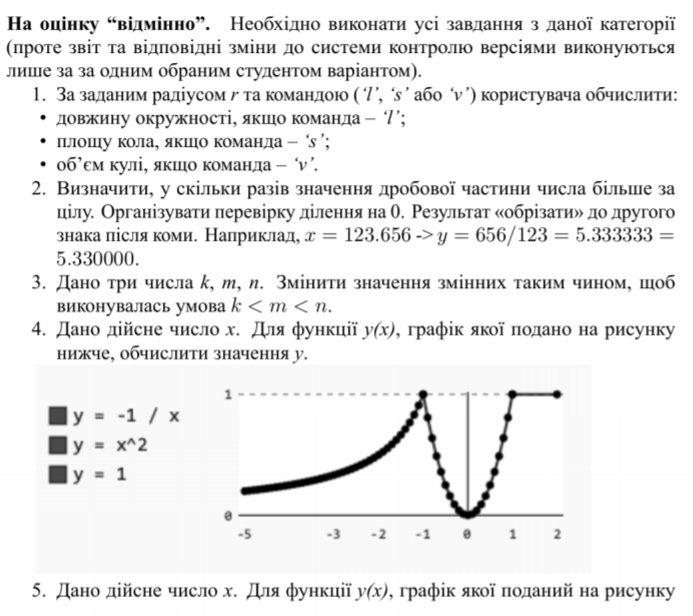 На оцінку “відмінно”. Необхідно виконати усі завдання з даної категорії
(проте звіт та відповідні зміни до системи контролю версіями виконуються
лише за за одним обраним студентом варіантом).
1. За заданим радіусом r та командою (‘l’, ‘s’ або ‘v’) користувача обчислити:
• довжину окружності, якщо команда – ‘l’;
• площу кола, якщо команда – ‘s’;
• об’єм кулі, якщо команда – ‘v’.
2. Визначити, у скільки разів значення дробової частини числа більше за
цілу. Організувати перевірку ділення на 0. Результат «обрізати» до другого
знака після коми. Наприклад, x = 123.656 -> y = 656/123 = 5.333333 =
5.330000.
3. Дано три числа k, m, n. Змінити значення змінних таким чином, щоб
виконувалась умова k < m < n.
4. Дано дійсне число x. Для функції y(x), графік якої подано на рисунку
нижче, обчислити значення y.
y = -1 / x
y = x^2
y = 1
1
0
-5 -3 -2 -1 0 1 2
5. Дано дійсне число x. Для функції y(x), графік якої поданий на рисунку